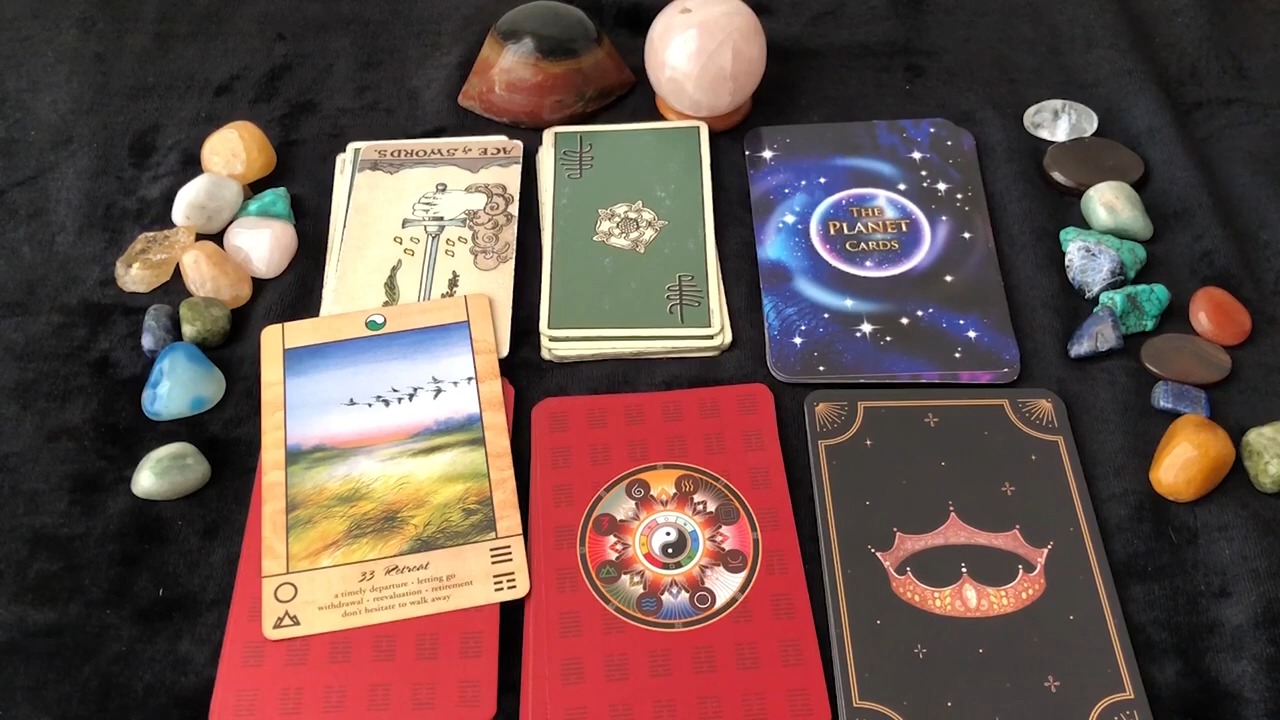 ACE of SWORDS.
THE
PLANET
CARDS
33 Retreat
a timely departure • letting go
withdrawal • reevaluation • retirement
don't hesitate to walk away